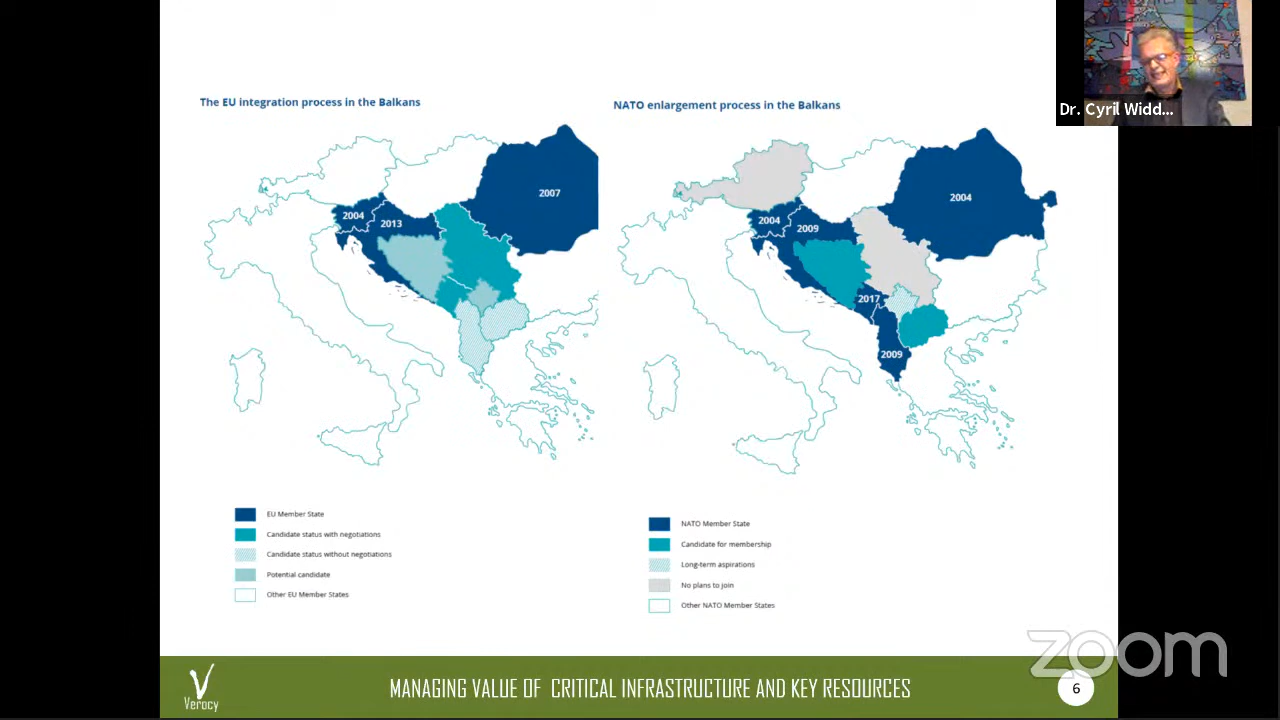 Dr. Cyril Widd...
The EU integration process in the Balkans
NATO enlargement process in the Balkans
2007
2004
2013
2004
2004
2009
2017
2009
EU Member State
Candidate status with negotiations
Candidate status without negotiations
Potential candidate
Other EU Member States
NATO Member State
Candidate for membership
Long-term aspirations
No plans to join
Other NATO Member States
zoom
Verocy
MANAGING VALUE OF CRITICAL INFRASTRUCTURE AND KEY RESOURCES
6